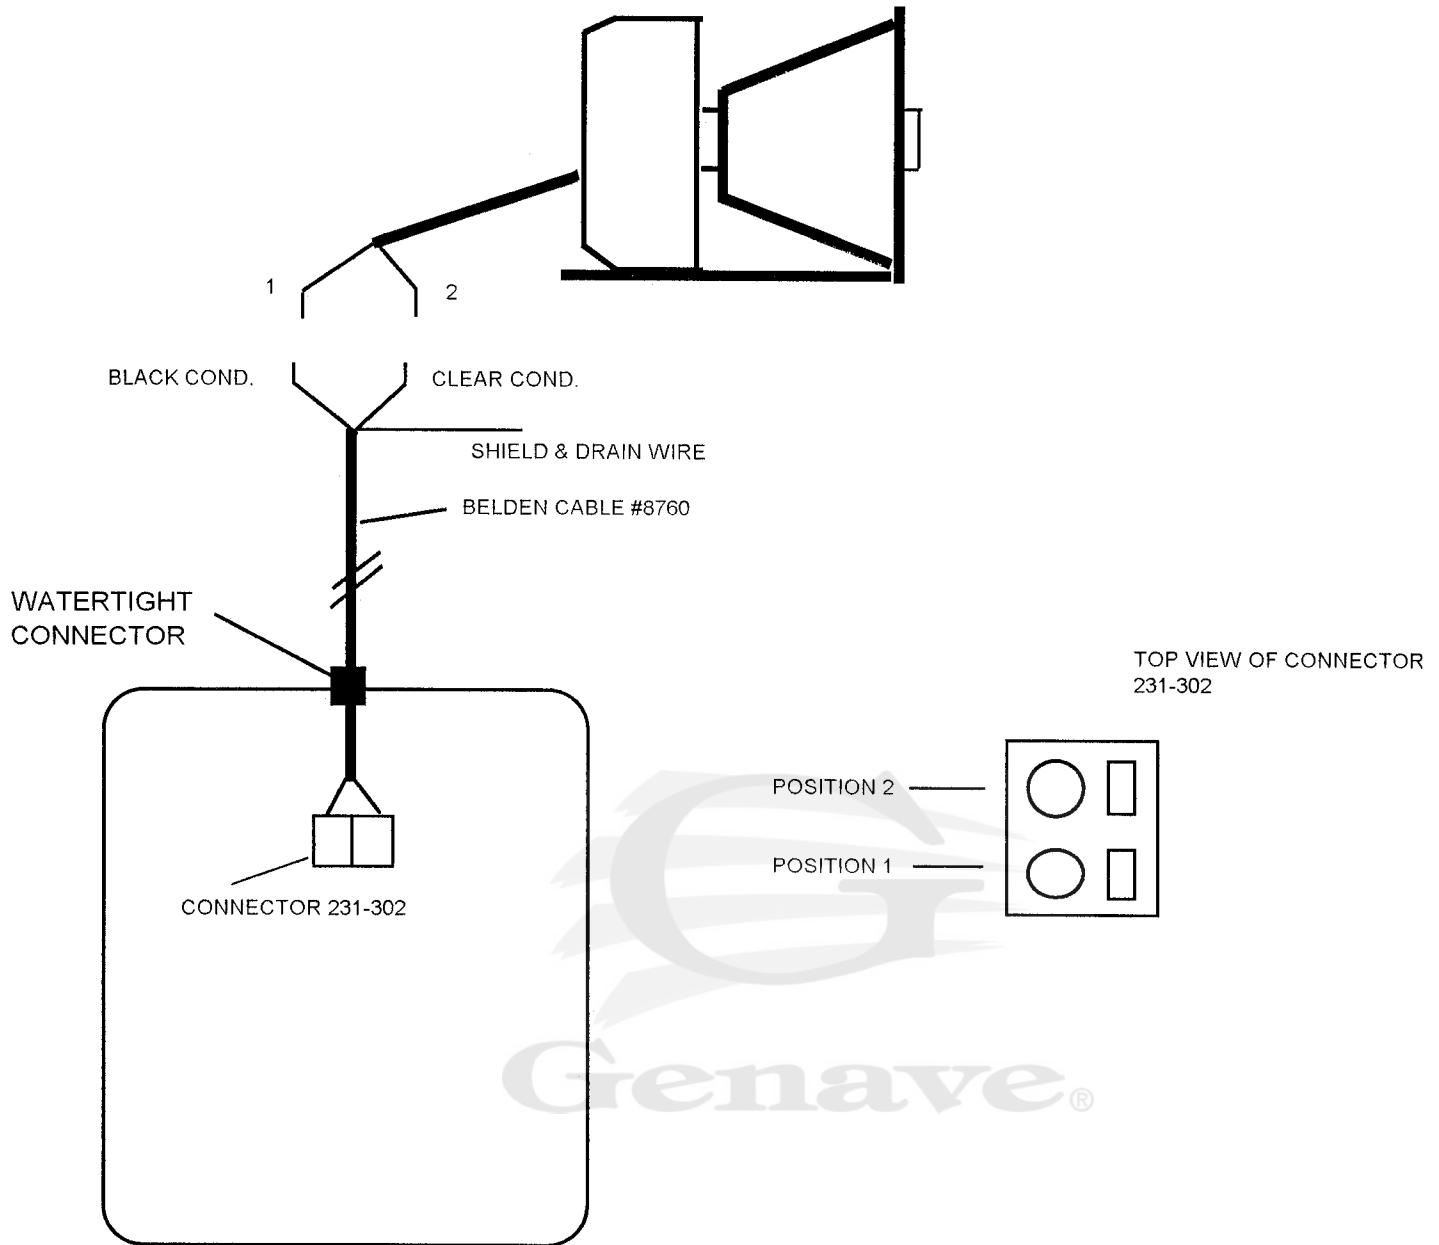 1
2
BLACK COND.
CLEAR COND.
SHIELD & DRAIN WIRE
BELDEN CABLE #8760
WATERTIGHT
CONNECTOR
TOP VIEW OF CONNECTOR
231-302
POSITION 2
POSITION 1
CONNECTOR 231-302
G
Genave®